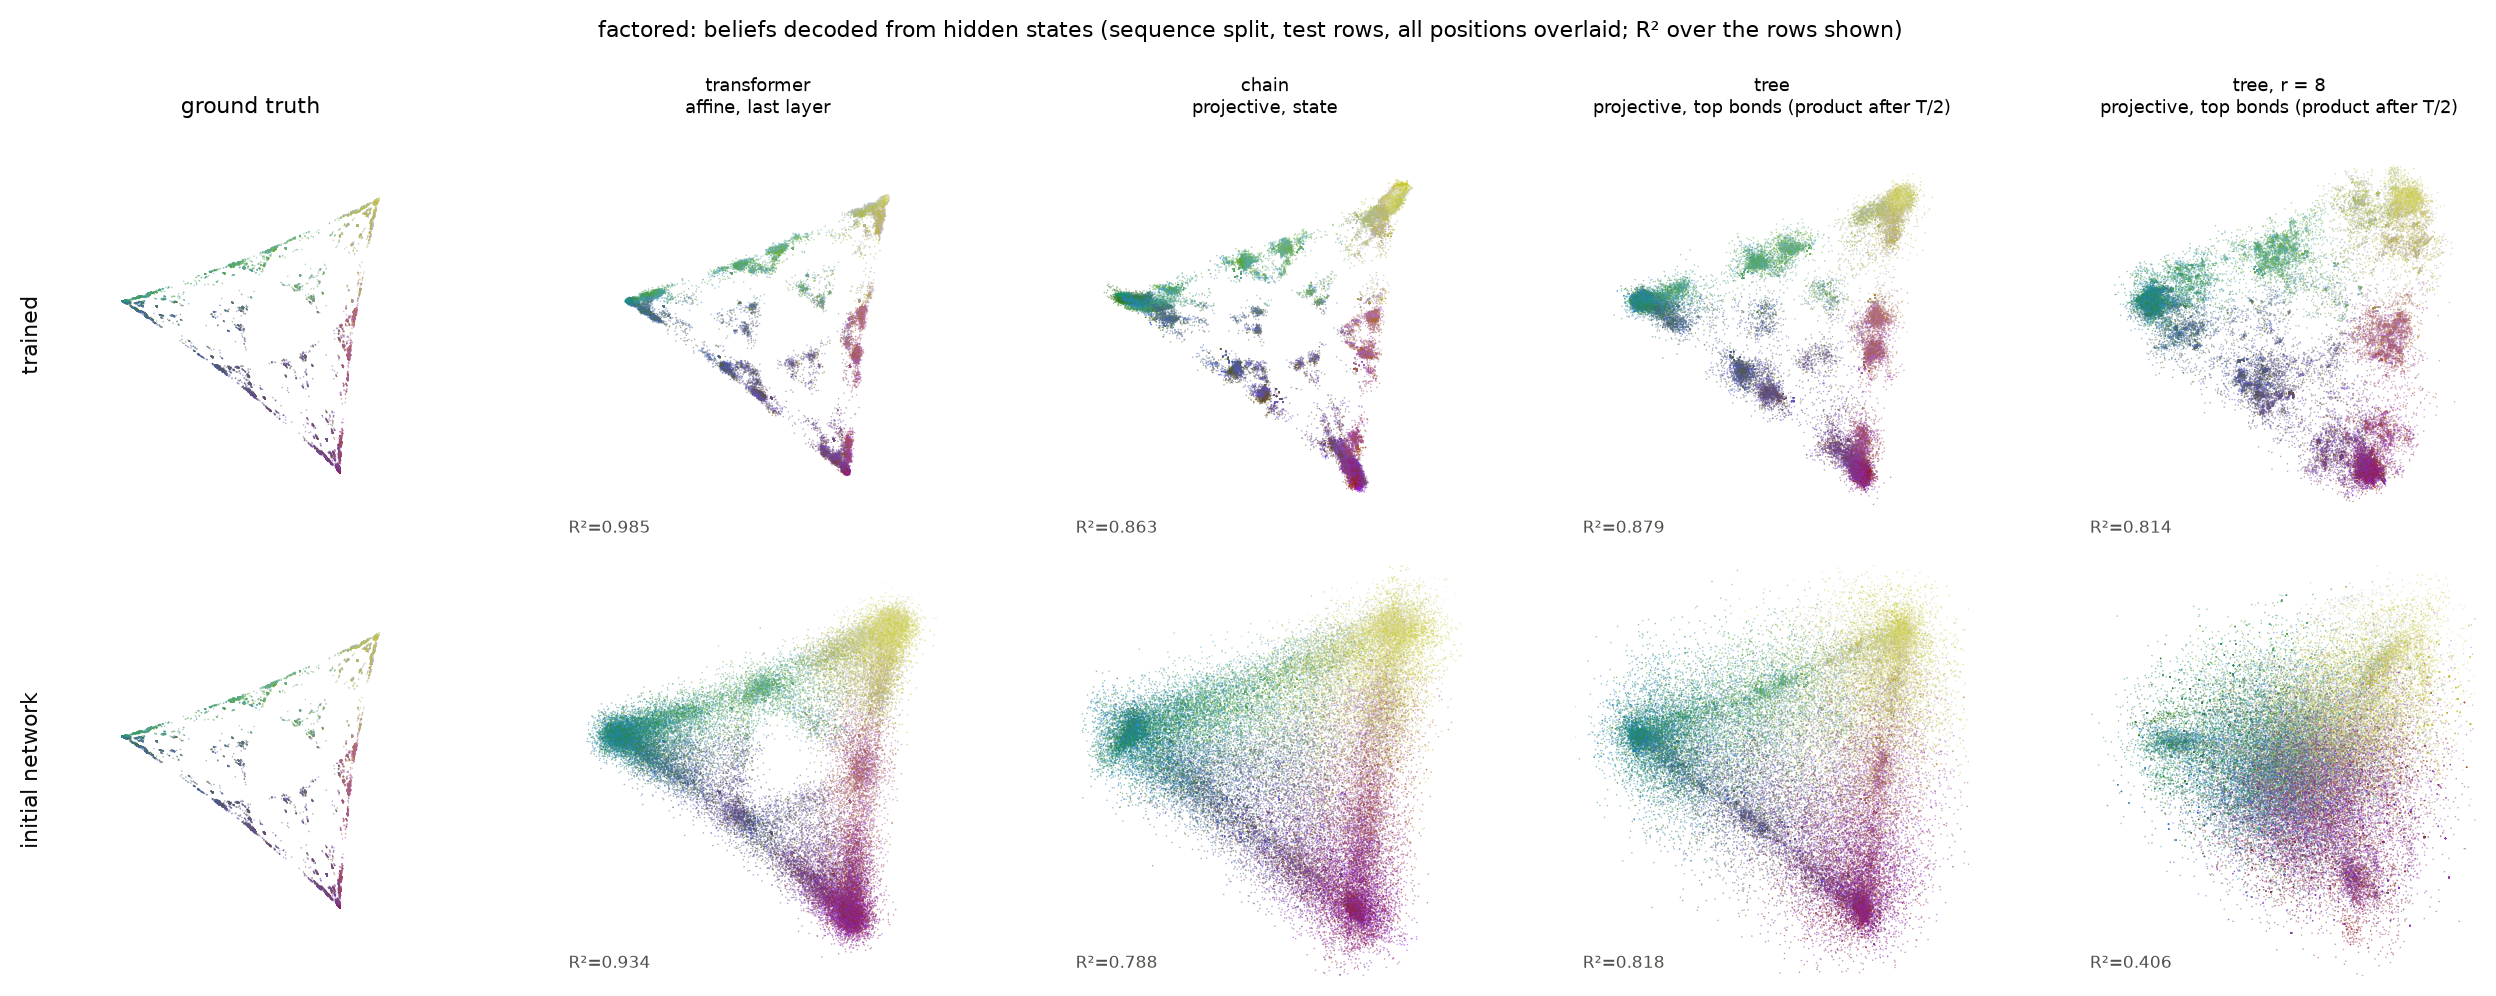 factored: beliefs decoded from hidden states (sequence split, test rows, all positions overlaid; R² over the rows shown)
ground truth
transformer
affine, last layer
chain
projective, state
tree
projective, top bonds (product after T/2)
tree, r = 8
projective, top bonds (product after T/2)
trained
R²=0.985
R²=0.863
R²=0.879
R²=0.814
initial network
R²=0.934
R²=0.788
R²=0.818
R²=0.406